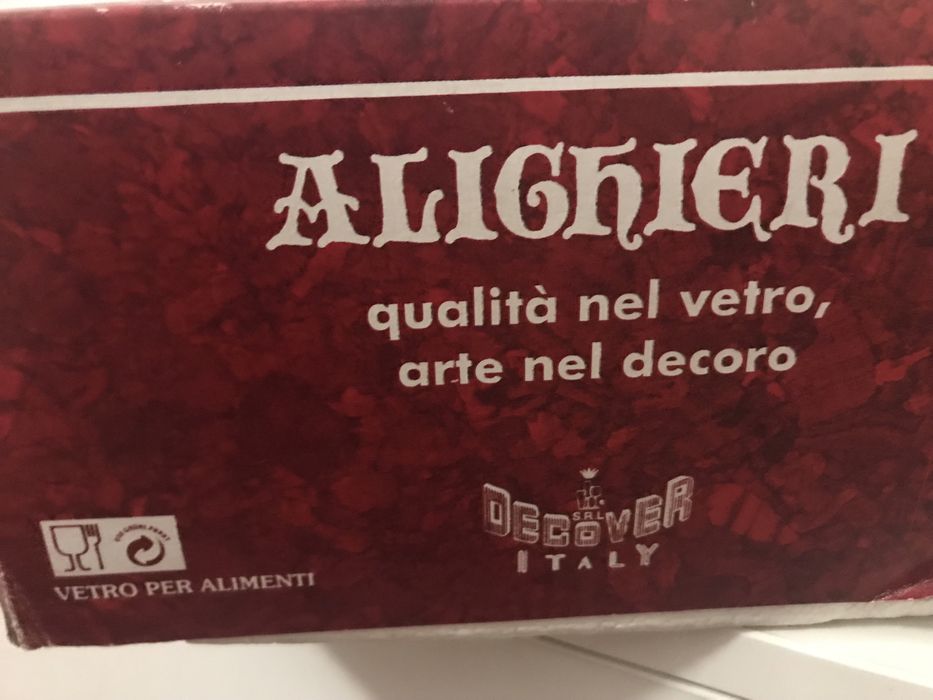 ALIGHIERI
qualità nel vetro,
arte nel decoro
DECOVER
S.R.L.
ITALY
VETRO PER ALIMENTI